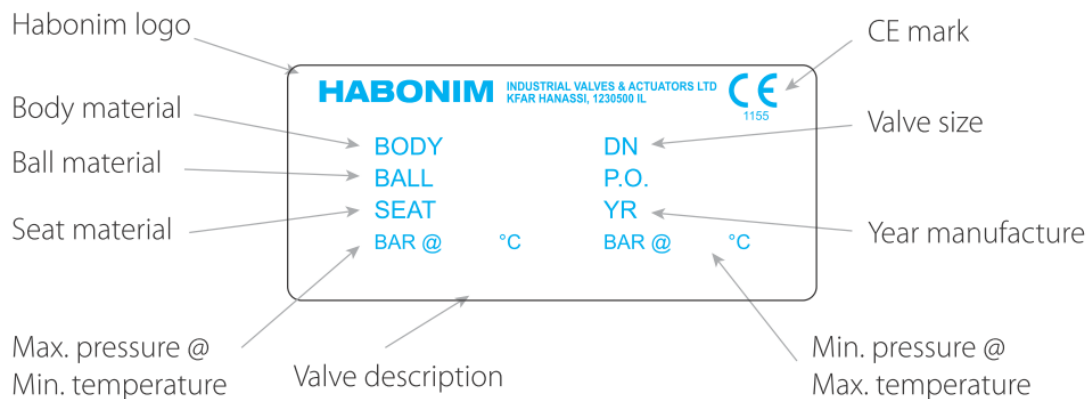 Habonim logo
CE mark
HABONIM INDUSTRIAL VALVES & ACTUATORS LTD
KFAR HANASSI, 1230500 IL
CE
1155
Body material
Valve size
BODY DN
Ball material
BALL P.O.
Seat material
SEAT YR
Year manufacture
BAR @ °C BAR @ °C
Max. pressure @
Min. temperature
Valve description
Min. pressure @
Max. temperature